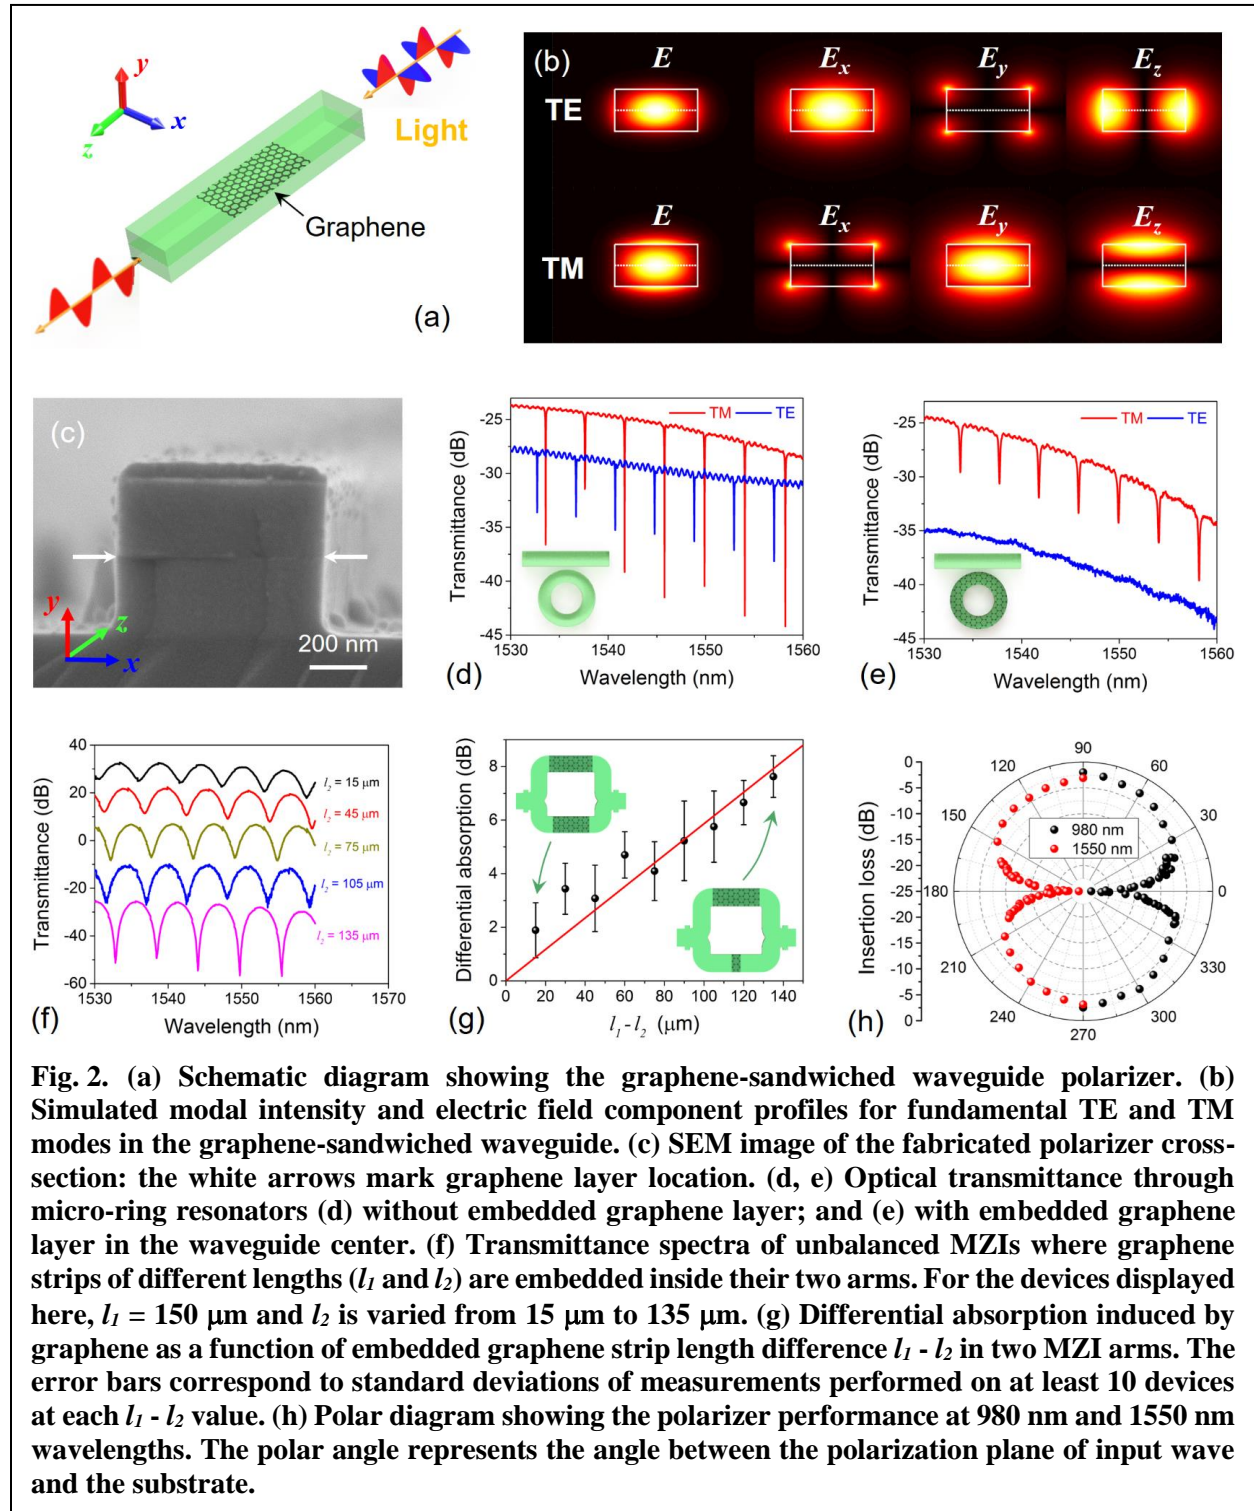 y
x
z
Light
Graphene
(a)
(b)
E
Ex
Ey
Ez
TE
E
Ex
Ey
Ez
TM
(c)
y
z
x
200 nm
TM TE
Transmittance (dB)
-25
-30
-35
-40
-45
1530 1540 1550 1560
Wavelength (nm)
(d)
TM TE
Transmittance (dB)
-25
-30
-35
-40
-45
1530 1540 1550 1560
Wavelength (nm)
(e)
Transmittance (dB)
40
20
0
-20
-40
-60
l2 = 15 μm
l2 = 45 μm
l2 = 75 μm
l2 = 105 μm
l2 = 135 μm
1530 1540 1550 1560 1570
Wavelength (nm)
(f)
Differential absorption (dB)
8
6
4
2
0
0 20 40 60 80 100 120 140
l1 - l2 (μm)
(g)
Insertion loss (dB)
0
-5
-10
-15
-20
-25
-20
-15
-10
-5
0
90
120 60
150 30
180 0
210 330
240 300
270
980 nm
1550 nm
(h)
Fig. 2. (a) Schematic diagram showing the graphene-sandwiched waveguide polarizer. (b)
Simulated modal intensity and electric field component profiles for fundamental TE and TM
modes in the graphene-sandwiched waveguide. (c) SEM image of the fabricated polarizer cross-
section: the white arrows mark graphene layer location. (d, e) Optical transmittance through
micro-ring resonators (d) without embedded graphene layer; and (e) with embedded graphene
layer in the waveguide center. (f) Transmittance spectra of unbalanced MZIs where graphene
strips of different lengths (l1 and l2) are embedded inside their two arms. For the devices displayed
here, l1 = 150 μm and l2 is varied from 15 μm to 135 μm. (g) Differential absorption induced by
graphene as a function of embedded graphene strip length difference l1 - l2 in two MZI arms. The
error bars correspond to standard deviations of measurements performed on at least 10 devices
at each l1 - l2 value. (h) Polar diagram showing the polarizer performance at 980 nm and 1550 nm
wavelengths. The polar angle represents the angle between the polarization plane of input wave
and the substrate.